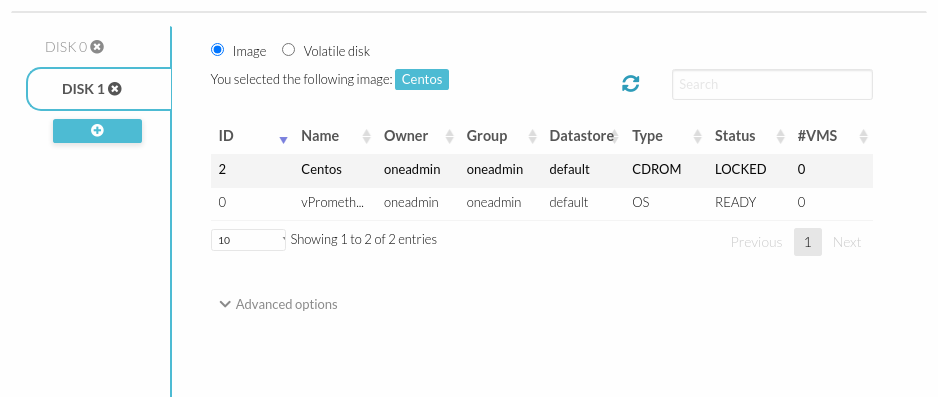 DISK 0
DISK 1
Image Volatile disk
You selected the following image: Centos
Search
ID Name Owner Group Datastore Type Status #VMS
2 Centos oneadmin oneadmin default CDROM LOCKED 0
0 vPrometh... oneadmin oneadmin default OS READY 0
10 Showing 1 to 2 of 2 entries
Previous 1 Next
Advanced options